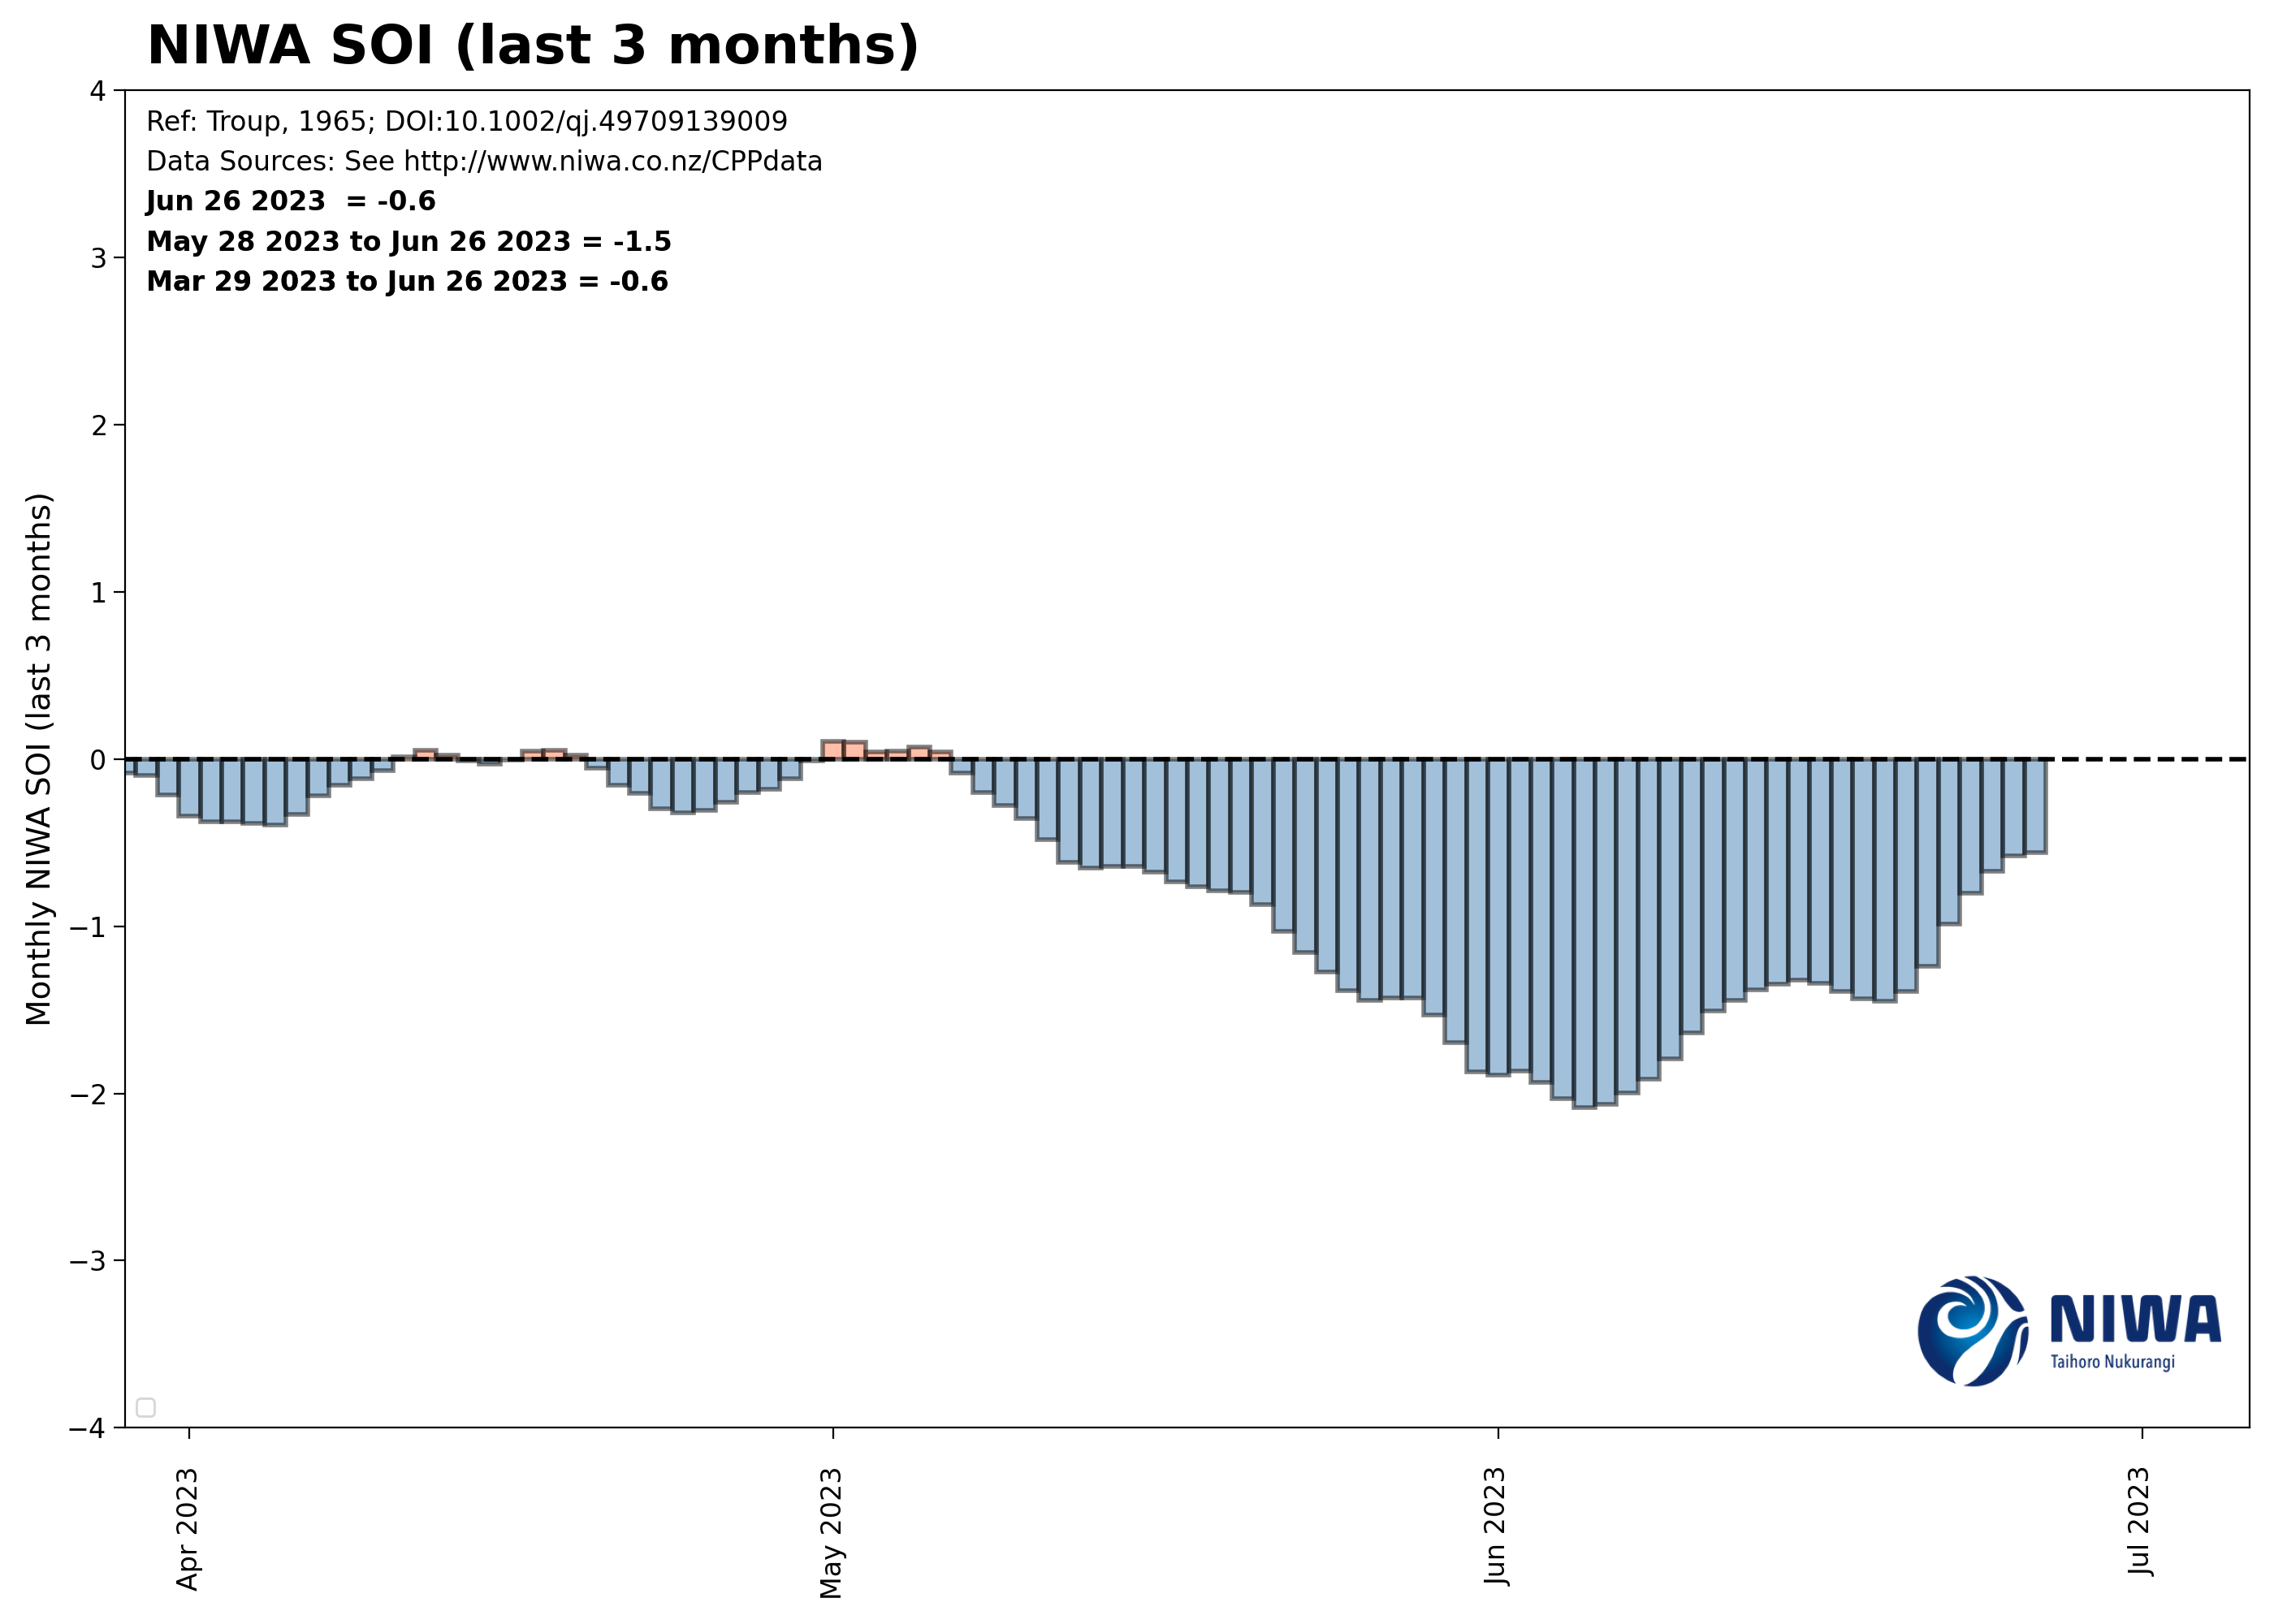 NIWA SOI (last 3 months)
Ref: Troup, 1965; DOI:10.1002/qj.49709139009
Data Sources: See http://www.niwa.co.nz/CPPdata
Jun 26 2023  = -0.6
May 28 2023 to Jun 26 2023 = -1.5
Mar 29 2023 to Jun 26 2023 = -0.6
Monthly NIWA SOI (last 3 months)
4
3
2
1
0
−1
−2
−3
−4
NIWA
Taihoro Nukurangi
Apr 2023
May 2023
Jun 2023
Jul 2023